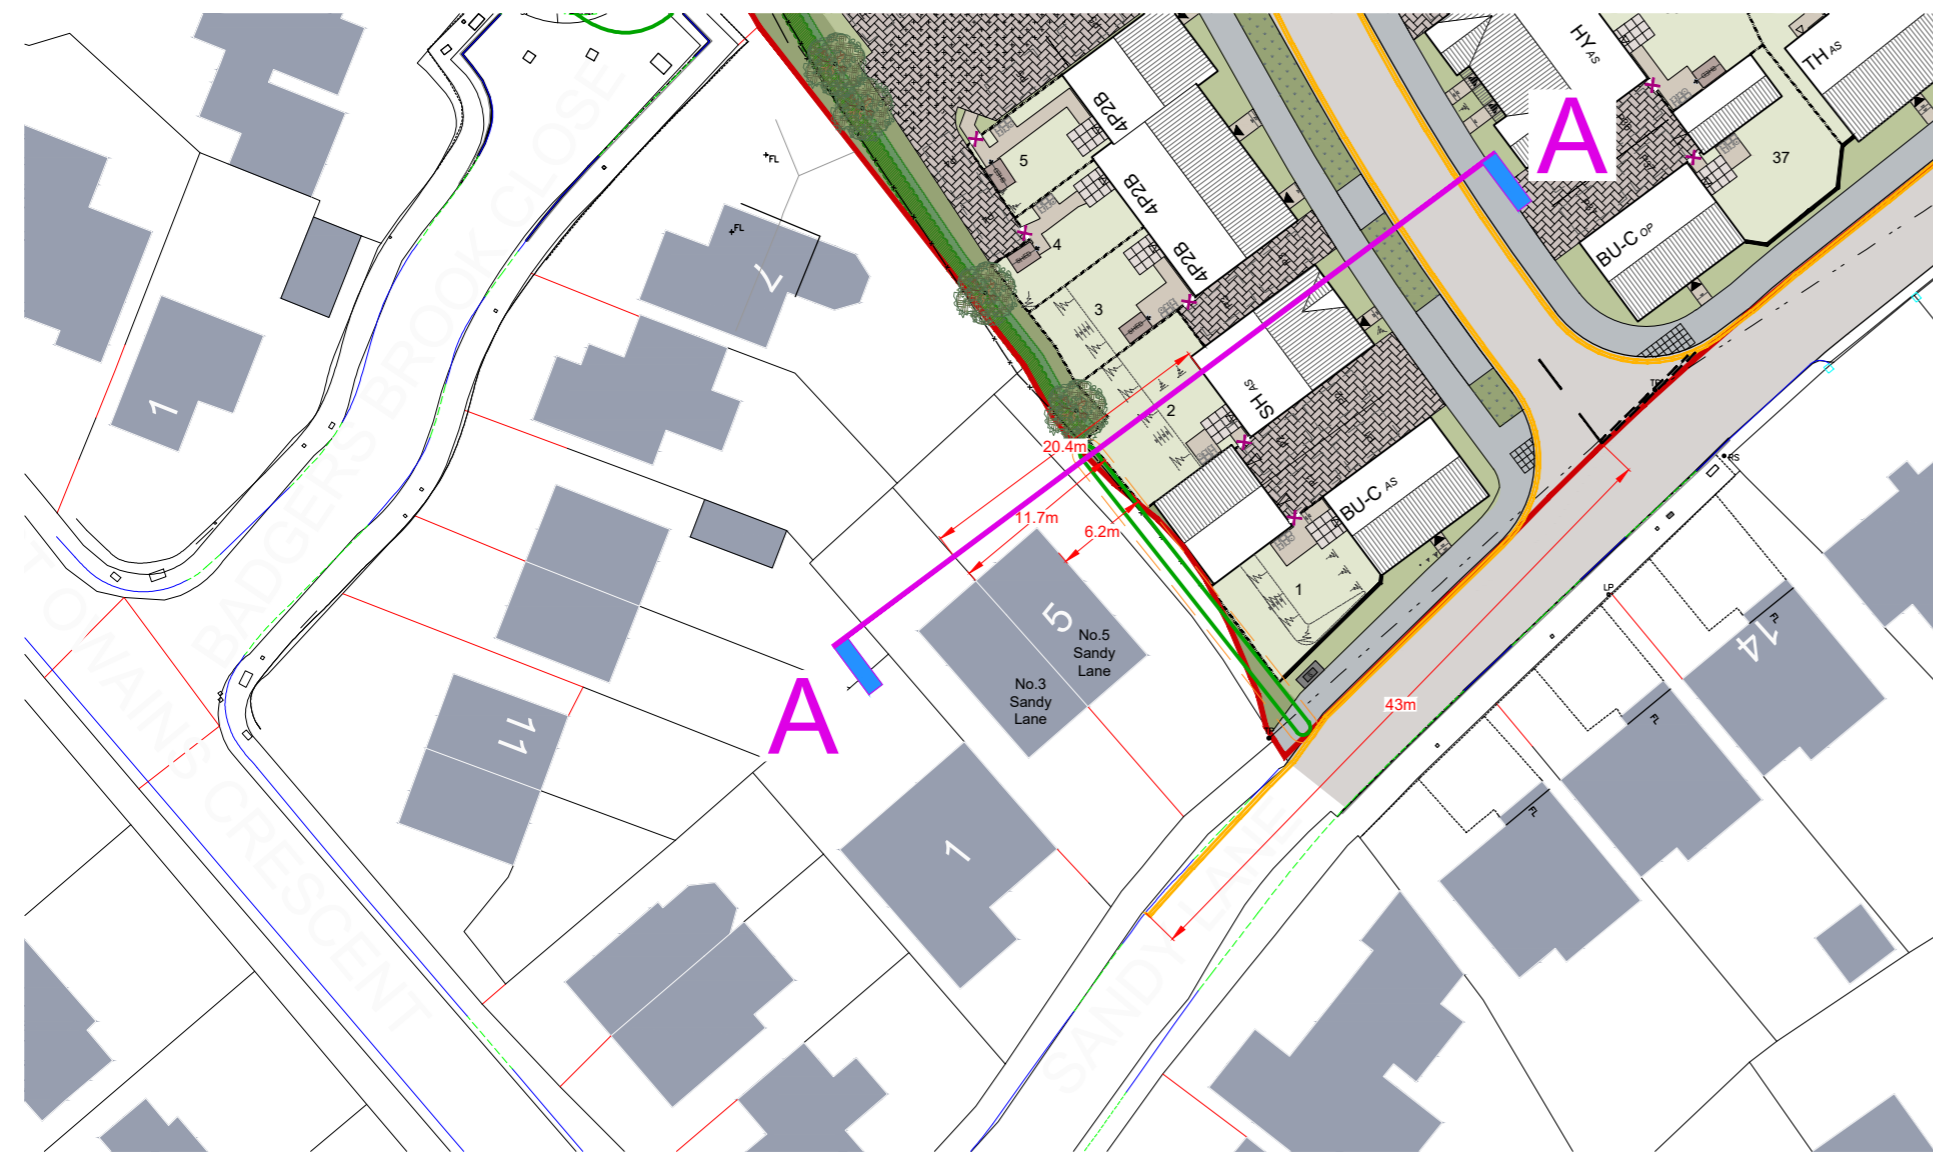 BADGERS BROOK CLOSE
T OWAINS CRESCENT
SANDY LANE
HY AS
TH AS
A
4P2B
4P2B
4P2B
5
4
3
2
1
37
BU-C OP
SH AS
BU-C AS
FL
FL
7
1
20.4m
11.7m
6.2m
5
No.5
Sandy
Lane
No.3
Sandy
Lane
A
11
1
43m
LP
14
FL
FL
FL